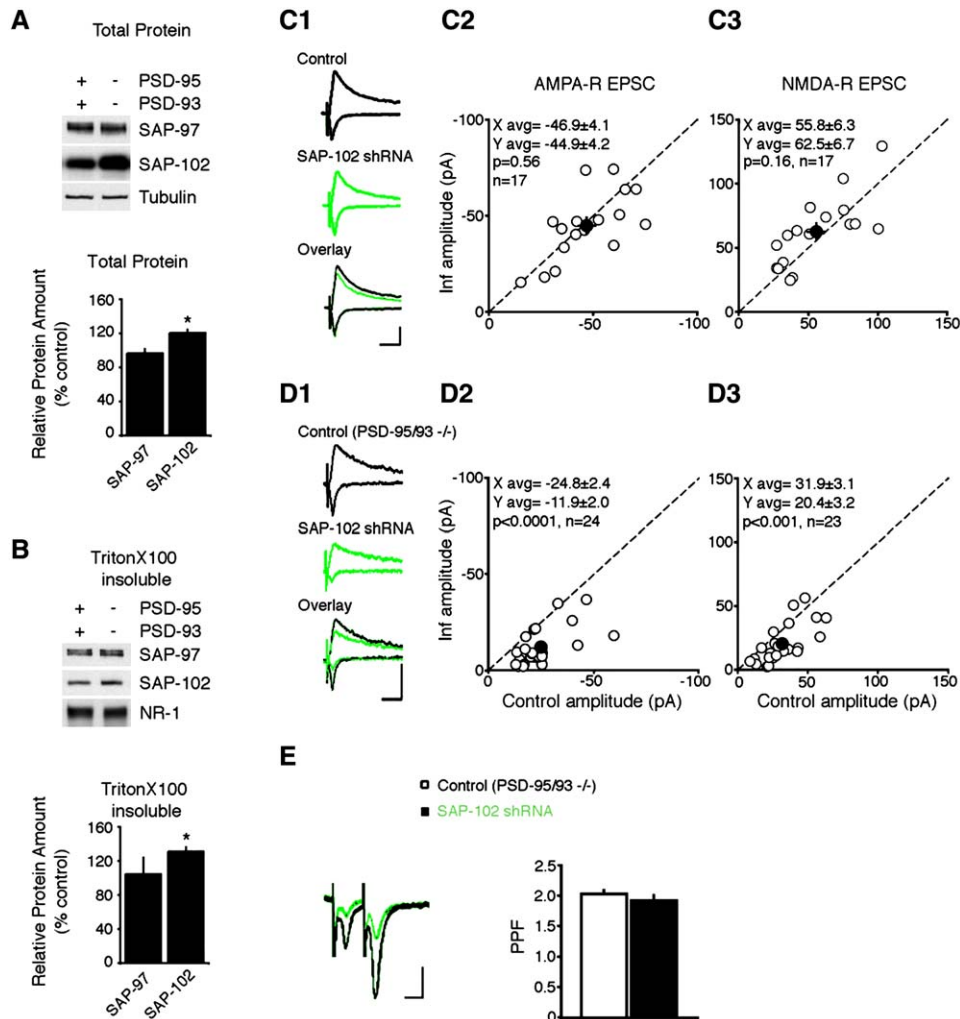 A
Total Protein
+ - PSD-95
+ - PSD-93
SAP-97
SAP-102
Tubulin
Total Protein
Relative Protein Amount
(% control)
160
120
80
40
0
*
SAP-97
SAP-102
B
TritonX100
insoluble
+ - PSD-95
+ - PSD-93
SAP-97
SAP-102
NR-1
TritonX100
insoluble
Relative Protein Amount
(% control)
160
120
80
40
0
*
SAP-97
SAP-102
C1
Control
SAP-102 shRNA
Overlay
C2
AMPA-R EPSC
X avg= -46.9±4.1
Y avg= -44.9±4.2
p=0.56
n=17
Inf amplitude (pA)
-100
-50
0
0 -50 -100
C3
NMDA-R EPSC
X avg= 55.8±6.3
Y avg= 62.5±6.7
p=0.16, n=17
150
100
50
0
0 50 100 150
D1
Control (PSD-95/93 -/-)
SAP-102 shRNA
Overlay
D2
X avg= -24.8±2.4
Y avg= -11.9±2.0
p<0.0001, n=24
Inf amplitude (pA)
-100
-50
0
0 -50 -100
Control amplitude (pA)
D3
X avg= 31.9±3.1
Y avg= 20.4±3.2
p<0.001, n=23
150
100
50
0
0 50 100 150
Control amplitude (pA)
E
Control (PSD-95/93 -/-)
SAP-102 shRNA
PPF
2.5
2.0
1.5
1.0
0.5
0